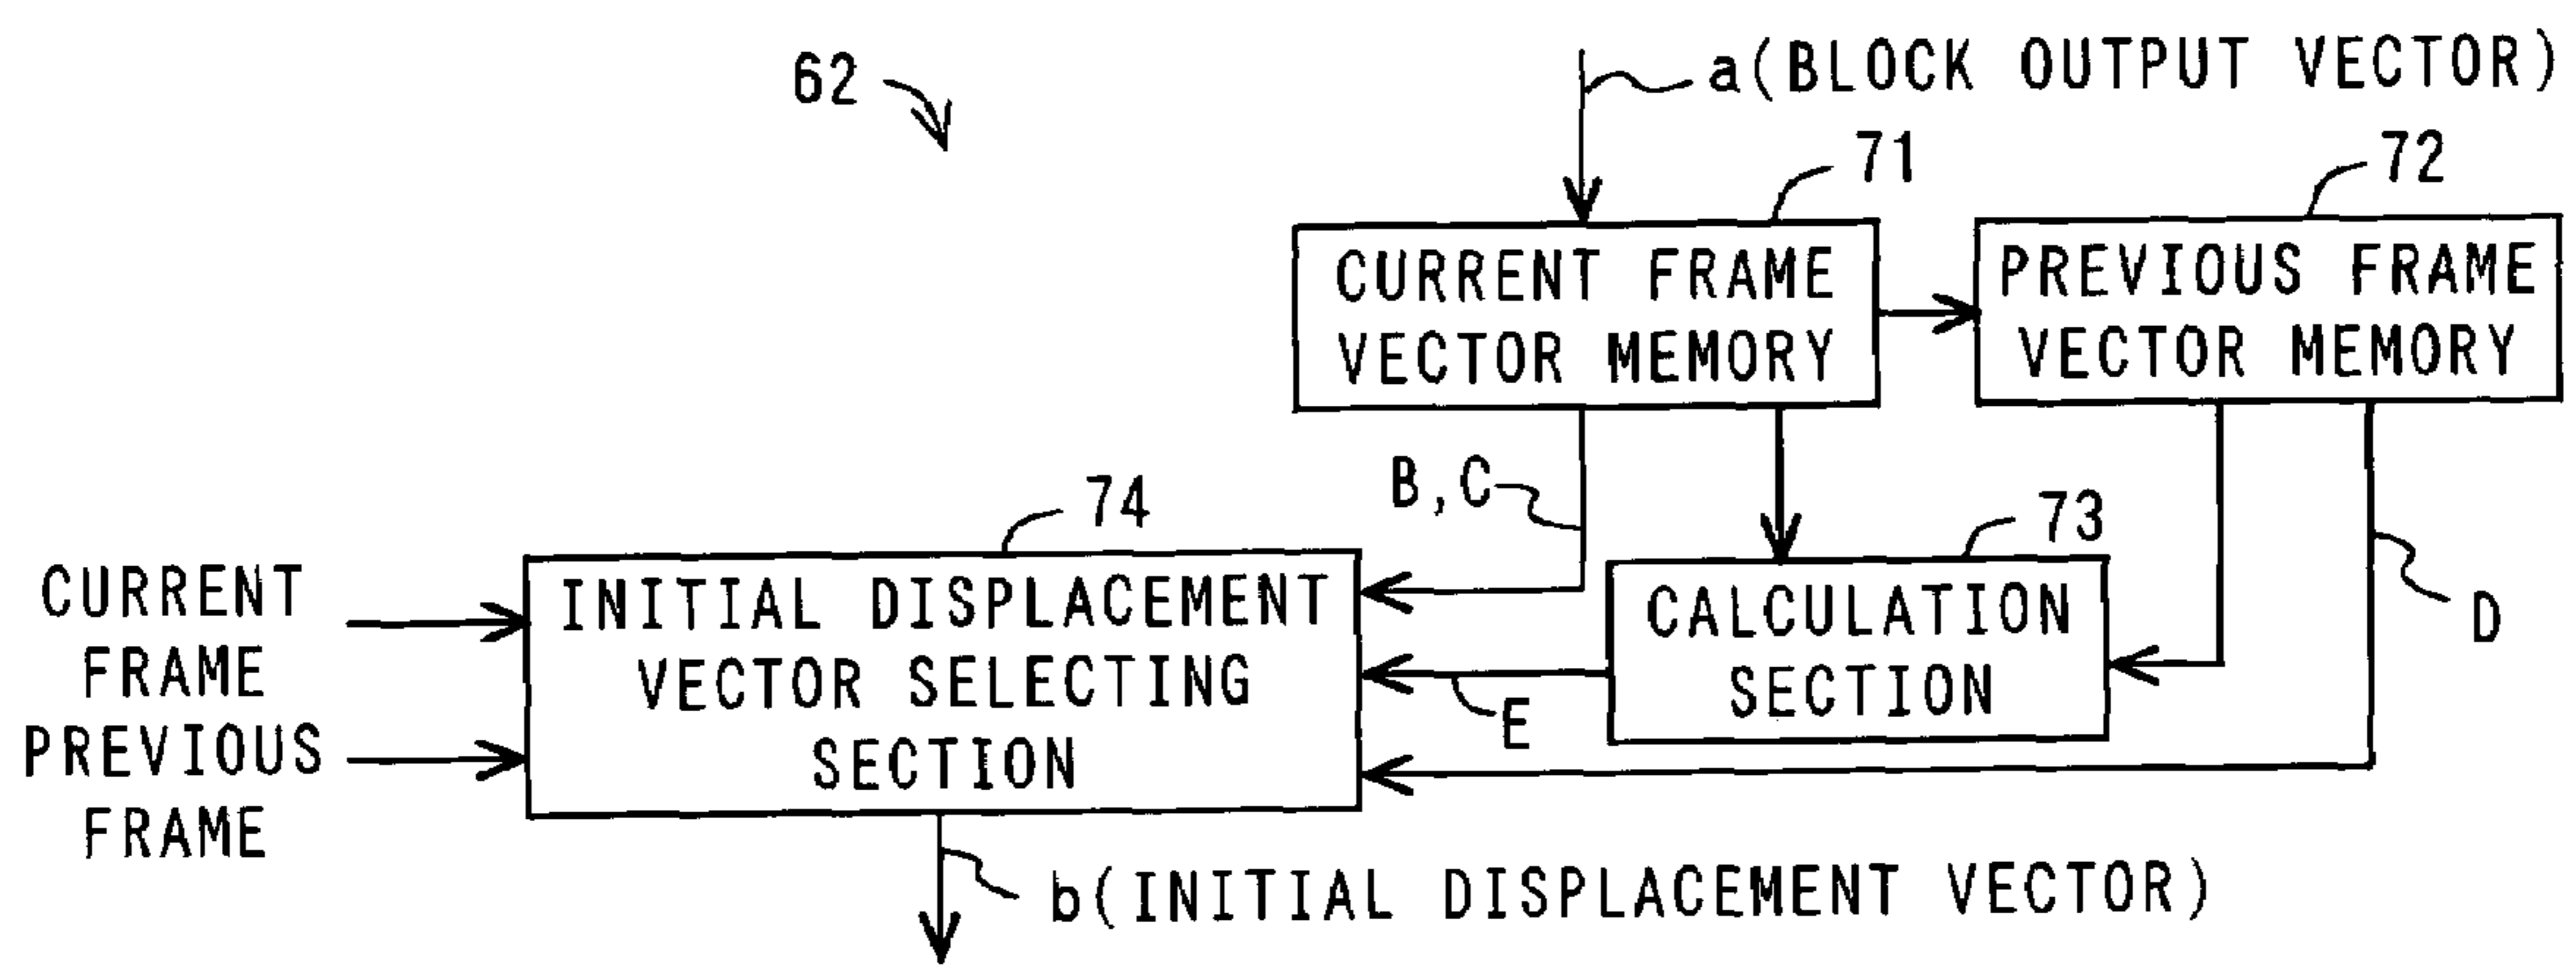 62
a(BLOCK OUTPUT VECTOR)
71
72
CURRENT FRAME
VECTOR MEMORY
PREVIOUS FRAME
VECTOR MEMORY
B,C
74
73
D
CURRENT
FRAME
PREVIOUS
FRAME
INITIAL DISPLACEMENT
VECTOR SELECTING
SECTION
E
CALCULATION
SECTION
b(INITIAL DISPLACEMENT VECTOR)